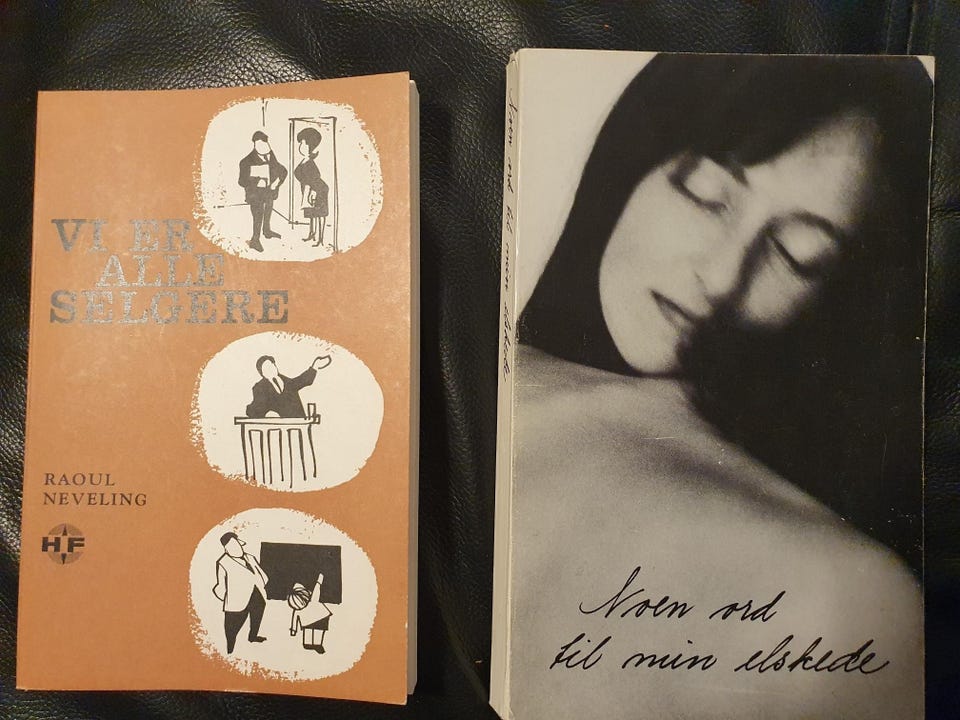 VI ER
ALLE
SELGERE
RAOUL
NEVELING
HF
Noen ord til min elskede
Noen ord
til min elskede